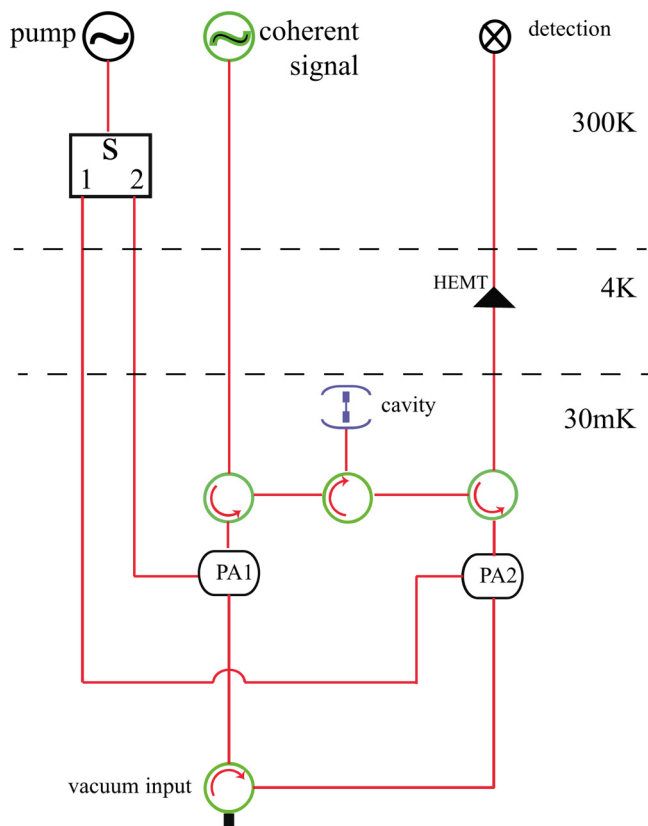 pump
coherent
signal
detection
300K
S
1 2
HEMT
4K
cavity
30mK
PA1
PA2
vacuum input